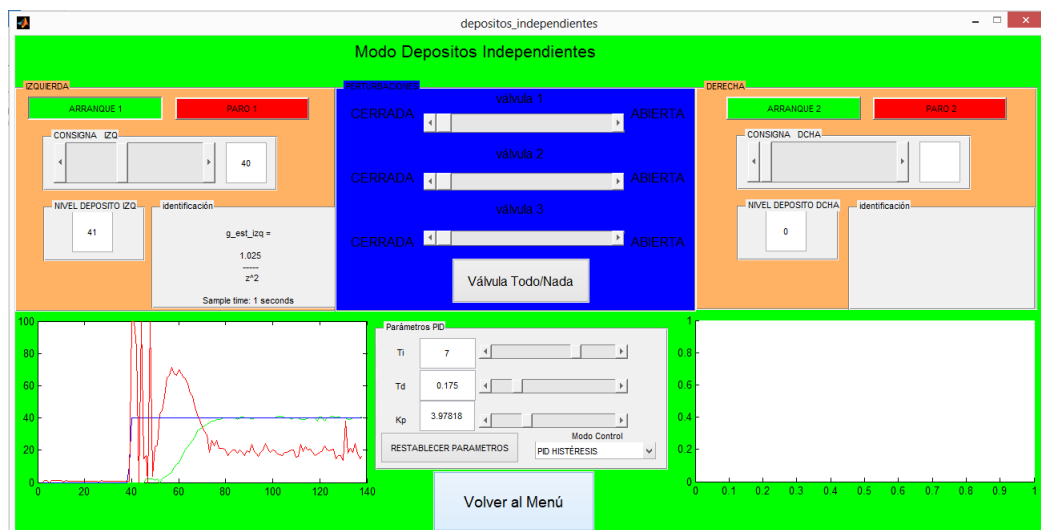 depositos_independientes
Modo Depositos Independientes
IZQUIERDA
ARRANQUE 1
PARO 1
CONSIGNA IZQ
40
NIVEL DEPOSITO IZQ
41
identificación
g_est_izq =
1.025
-----
z^2
Sample time: 1 seconds
PERTURBACIONES
válvula 1
CERRADA
ABIERTA
válvula 2
CERRADA
ABIERTA
válvula 3
CERRADA
ABIERTA
Válvula Todo/Nada
DERECHA
ARRANQUE 2
PARO 2
CONSIGNA DCHA
NIVEL DEPOSITO DCHA
0
identificación
100
80
60
40
20
0
0 20 40 60 80 100 120 140
Parámetros PID
Ti
7
Td
0.175
Kp
3.97818
RESTABLECER PARAMETROS
Modo Control
PID HISTÉRESIS
Volver al Menú
1
0.8
0.6
0.4
0.2
0
0 0.1 0.2 0.3 0.4 0.5 0.6 0.7 0.8 0.9 1